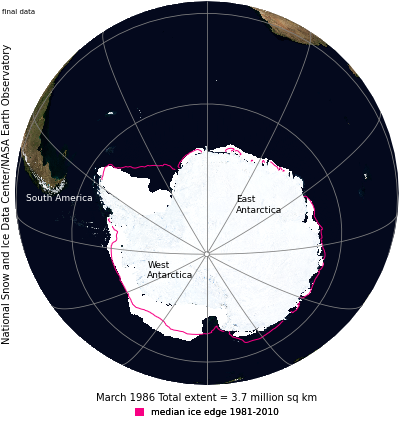 final data
National Snow and Ice Data Center/NASA Earth Observatory
South America
East
Antarctica
West
Antarctica
March 1986 Total extent = 3.7 million sq km
median ice edge 1981-2010